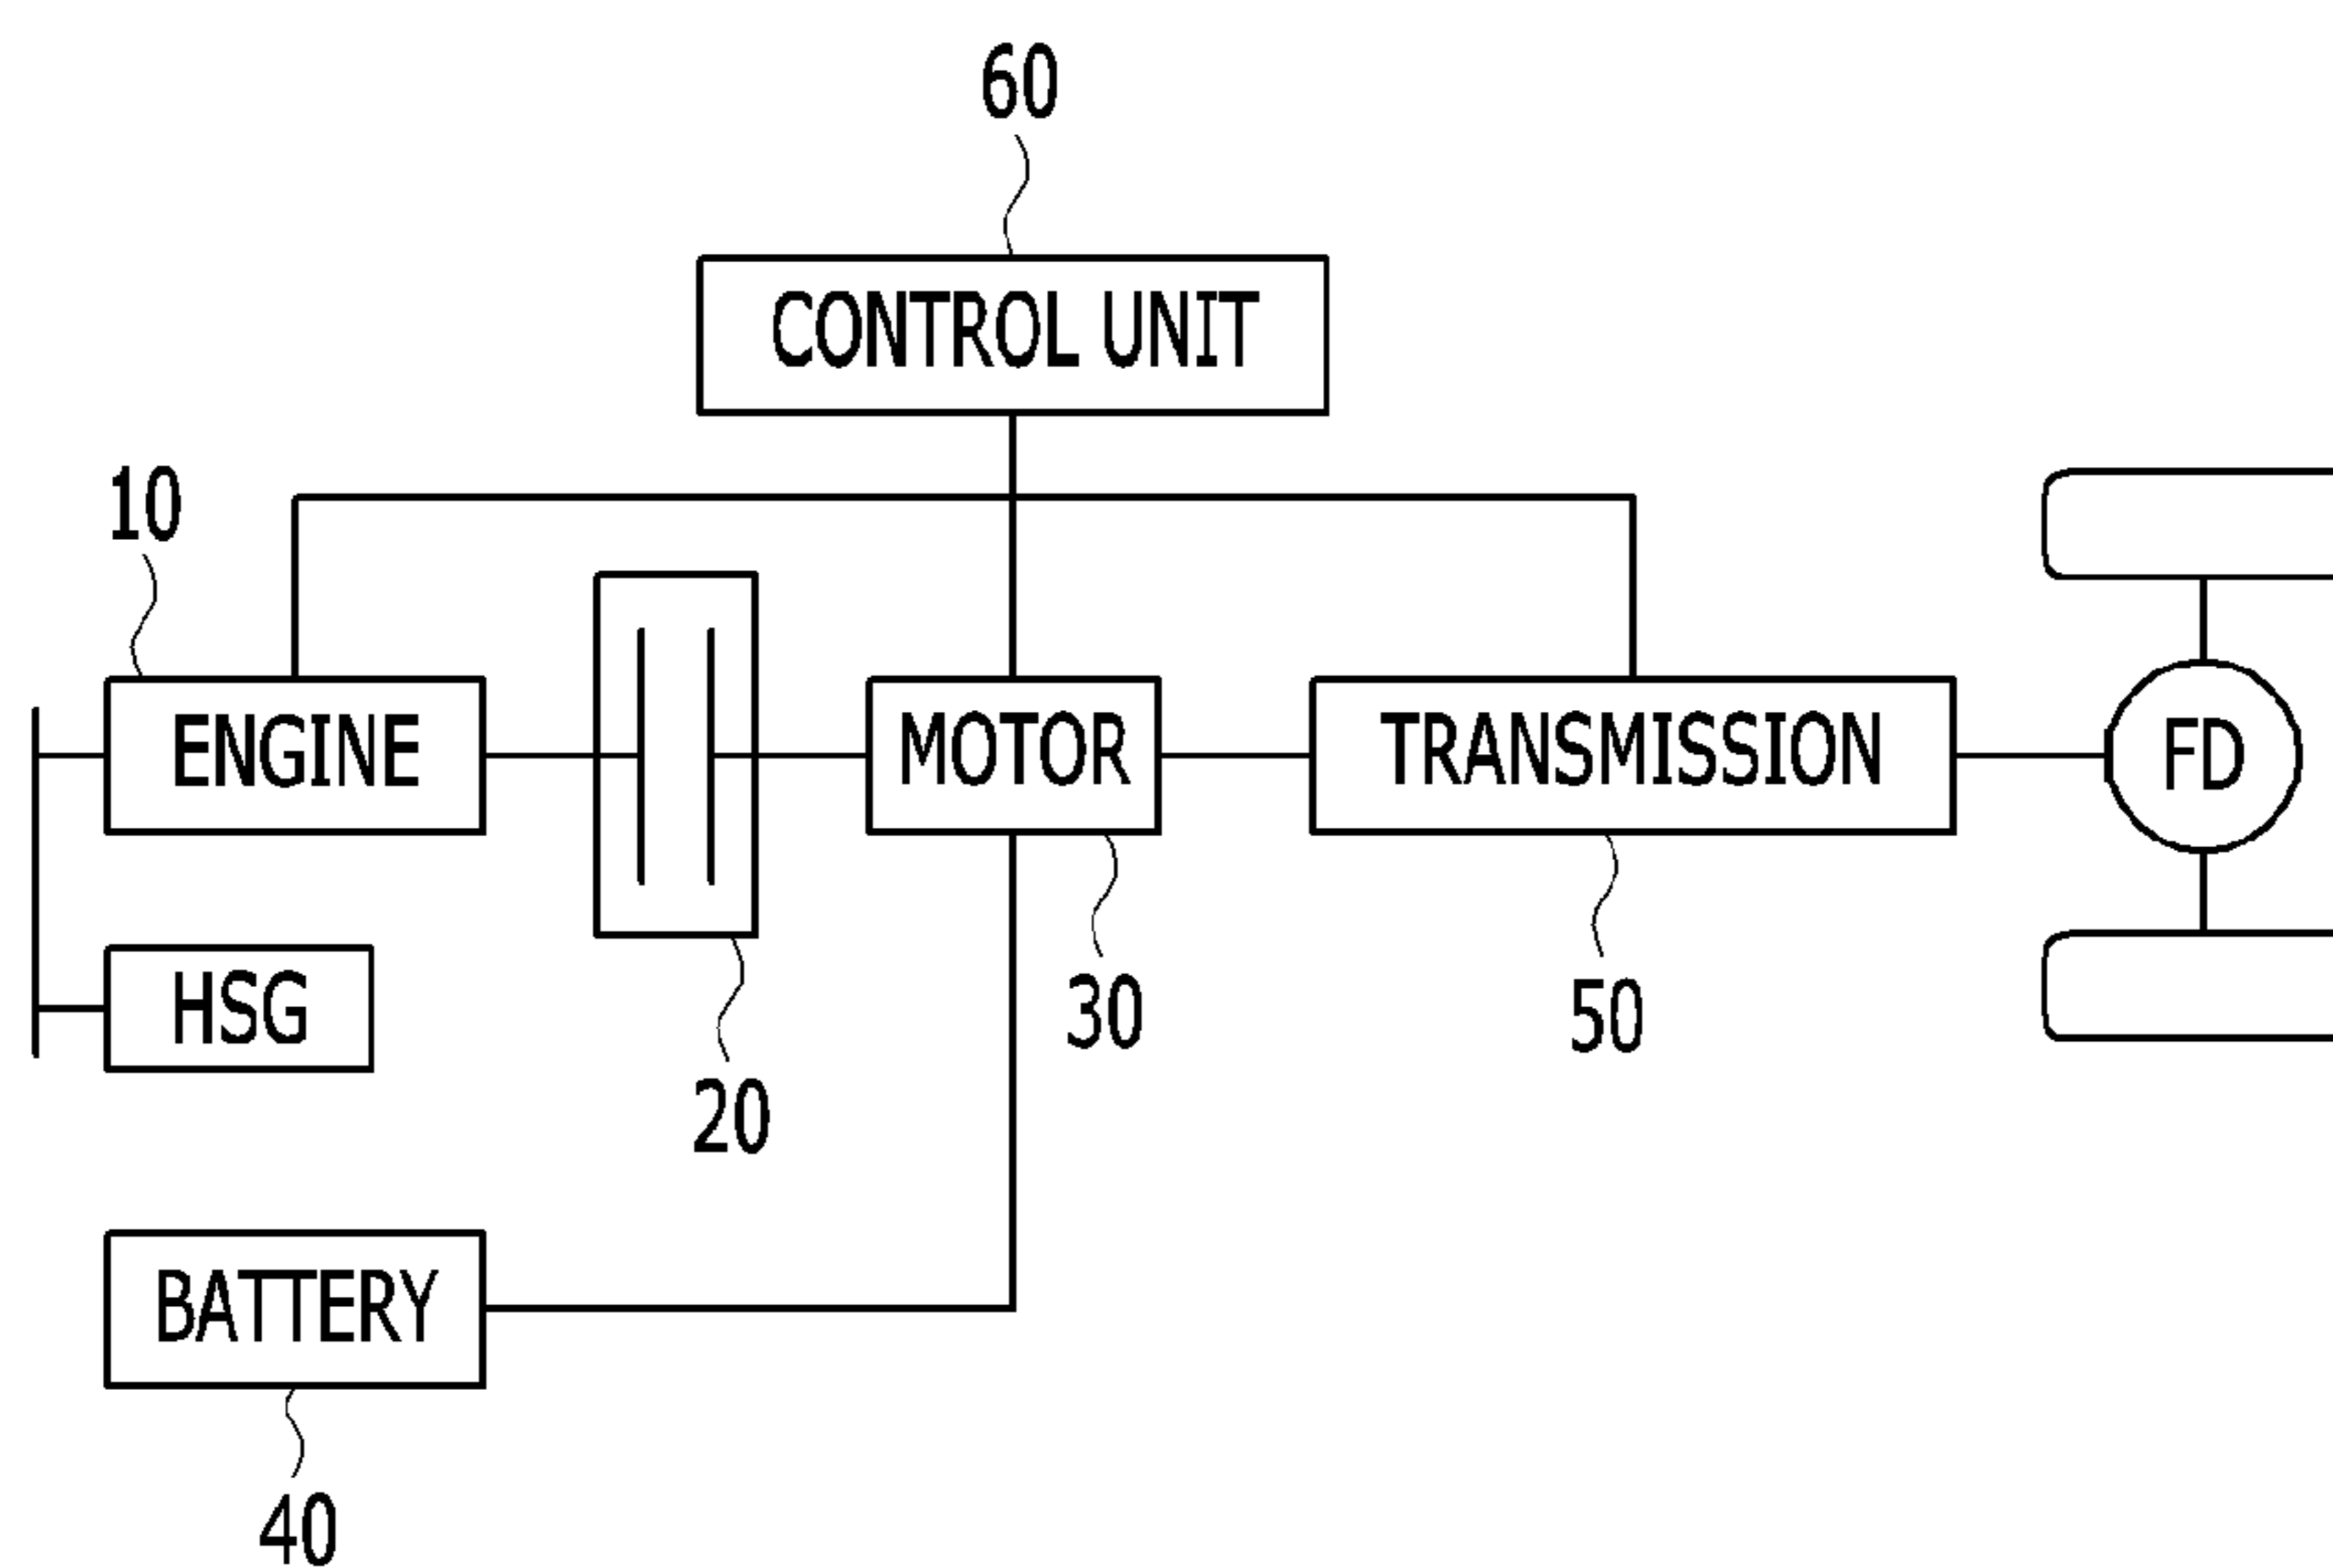 60
CONTROL UNIT
10
ENGINE
MOTOR
TRANSMISSION
FD
HSG
30
50
20
BATTERY
40